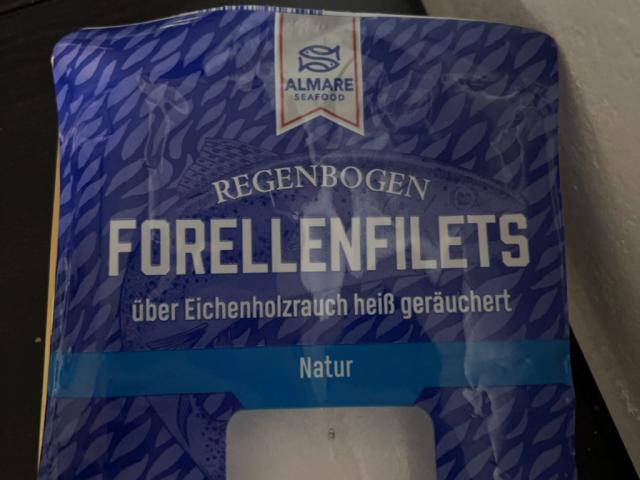 ALMARE
SEAFOOD
REGENBOGEN
FORELLENFILETS
über Eichenholzrauch heiß geräuchert
Natur